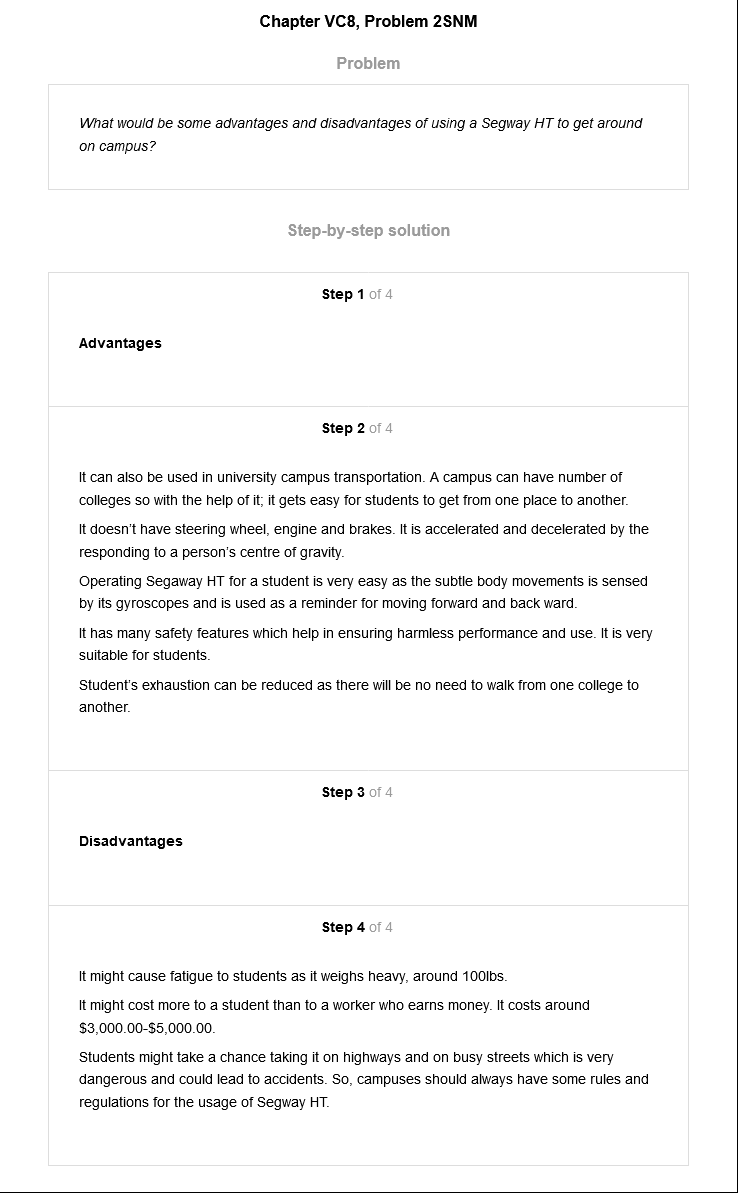 Chapter VC8, Problem 2SNM
Problem
What would be some advantages and disadvantages of using a Segway HT to get around
on campus?
Step-by-step solution
Step 1 of 4
Advantages
Step 2 of 4
It can also be used in university campus transportation. A campus can have number of
colleges so with the help of it; it gets easy for students to get from one place to another.
It doesn’t have steering wheel, engine and brakes. It is accelerated and decelerated by the
responding to a person’s centre of gravity.
Operating Segaway HT for a student is very easy as the subtle body movements is sensed
by its gyroscopes and is used as a reminder for moving forward and back ward.
It has many safety features which help in ensuring harmless performance and use. It is very
suitable for students.
Student’s exhaustion can be reduced as there will be no need to walk from one college to
another.
Step 3 of 4
Disadvantages
Step 4 of 4
It might cause fatigue to students as it weighs heavy, around 100lbs.
It might cost more to a student than to a worker who earns money. It costs around
$3,000.00-$5,000.00.
Students might take a chance taking it on highways and on busy streets which is very
dangerous and could lead to accidents. So, campuses should always have some rules and
regulations for the usage of Segway HT.